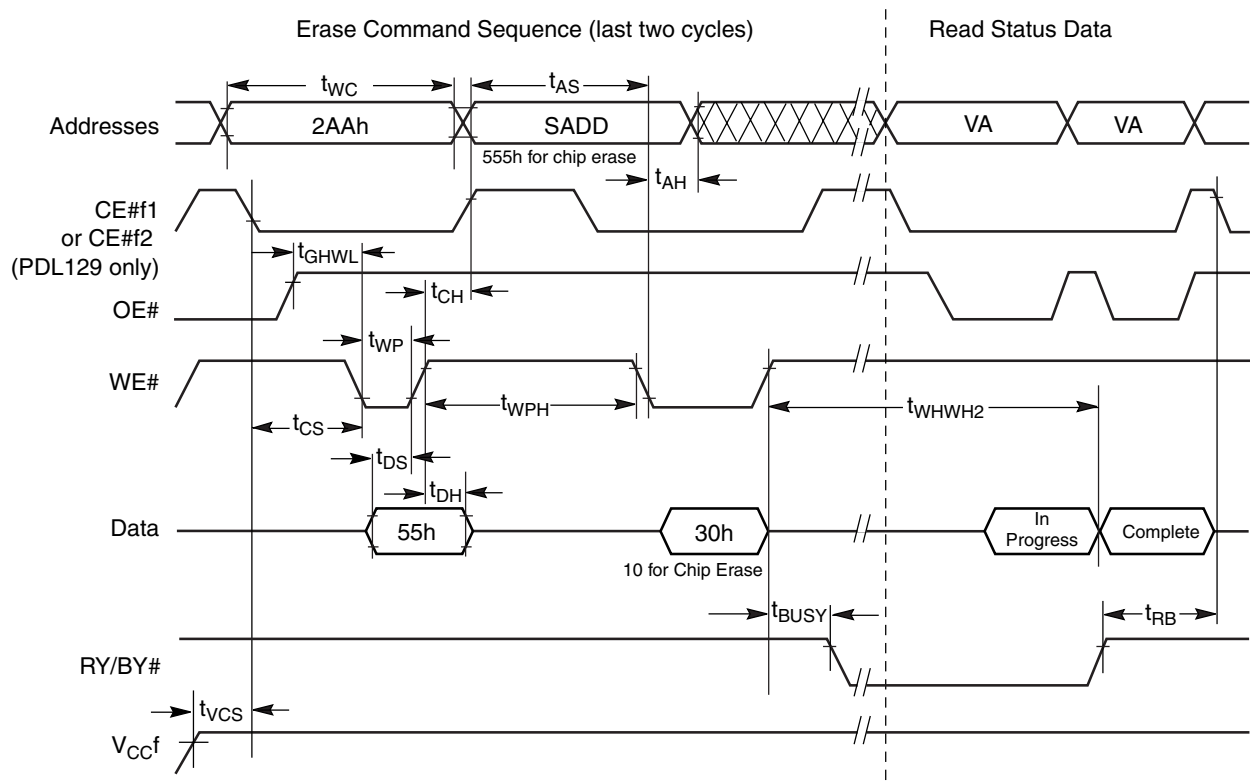 Erase Command Sequence (last two cycles)
Read Status Data
tWC
tAS
Addresses
2AAh
SADD
VA
VA
555h for chip erase
tAH
CE#f1
or CE#f2
(PDL129 only)
tGHWL
tCH
OE#
tWP
WE#
tWPH
tWHWH2
tCS
tDS
tDH
Data
55h
30h
In
Progress
Complete
10 for Chip Erase
tBUSY
tRB
RY/BY#
tVCS
VCCf